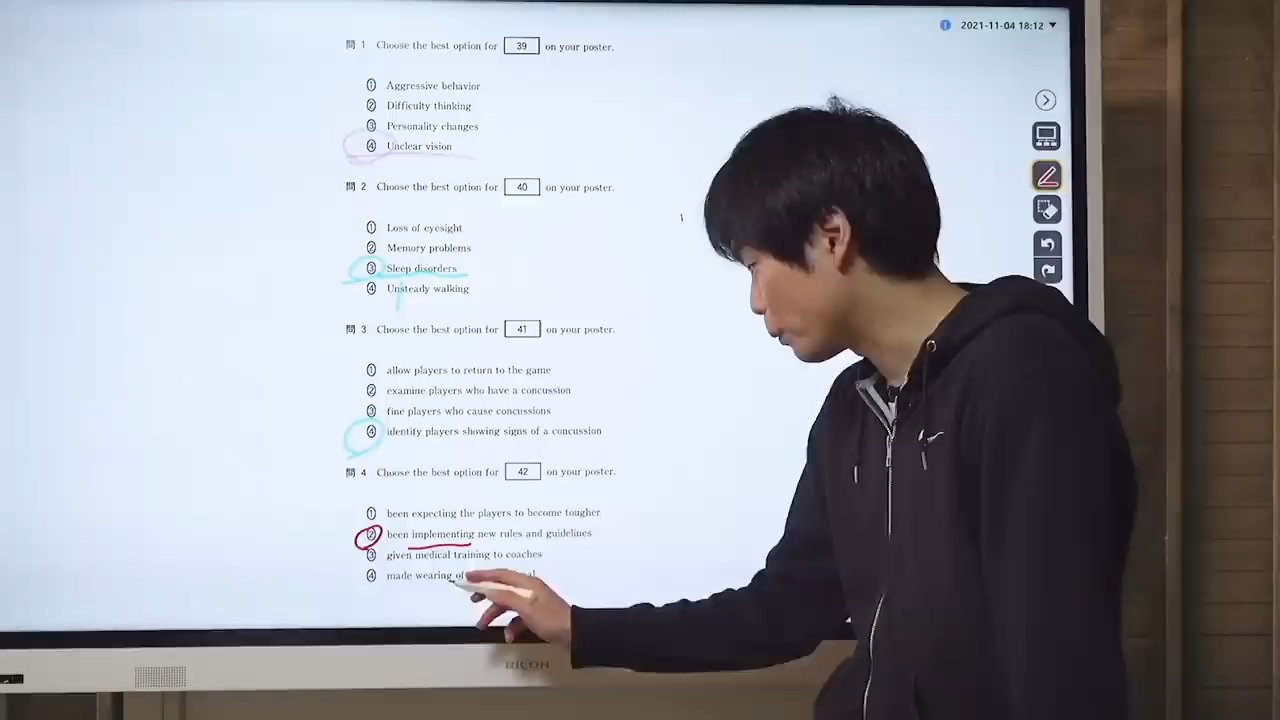 2021-11-04 18:12
問 1 Choose the best option for 39 on your poster.
① Aggressive behavior
② Difficulty thinking
③ Personality changes
④ Unclear vision
問 2 Choose the best option for 40 on your poster.
① Loss of eyesight
② Memory problems
③ Sleep disorders
④ Unsteady walking
問 3 Choose the best option for 41 on your poster.
① allow players to return to the game
② examine players who have a concussion
③ fine players who cause concussions
④ identify players showing signs of a concussion
問 4 Choose the best option for 42 on your poster.
① been expecting the players to become tougher
② been implementing new rules and guidelines
③ given medical training to coaches
④ made wearing
RICOH